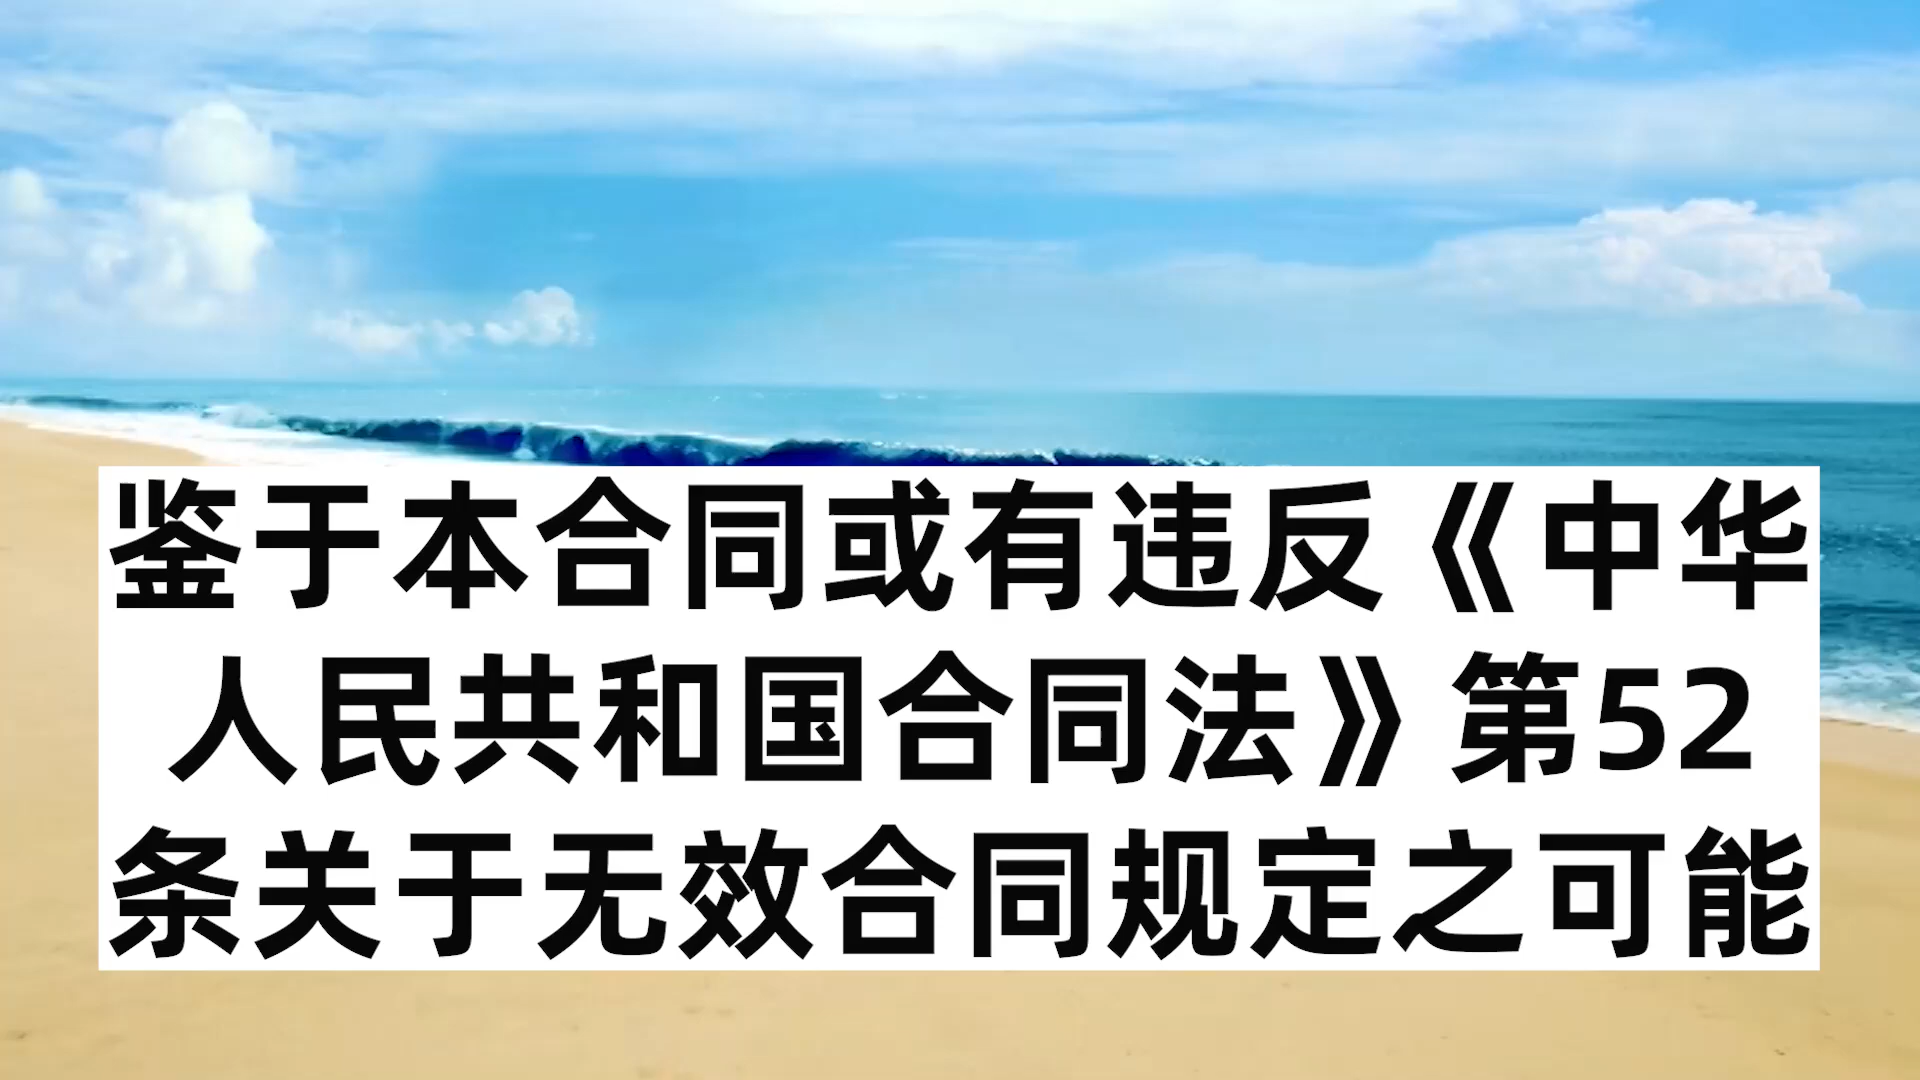 鉴于本合同或有违反《中华
人民共和国合同法》第52
条关于无效合同规定之可能